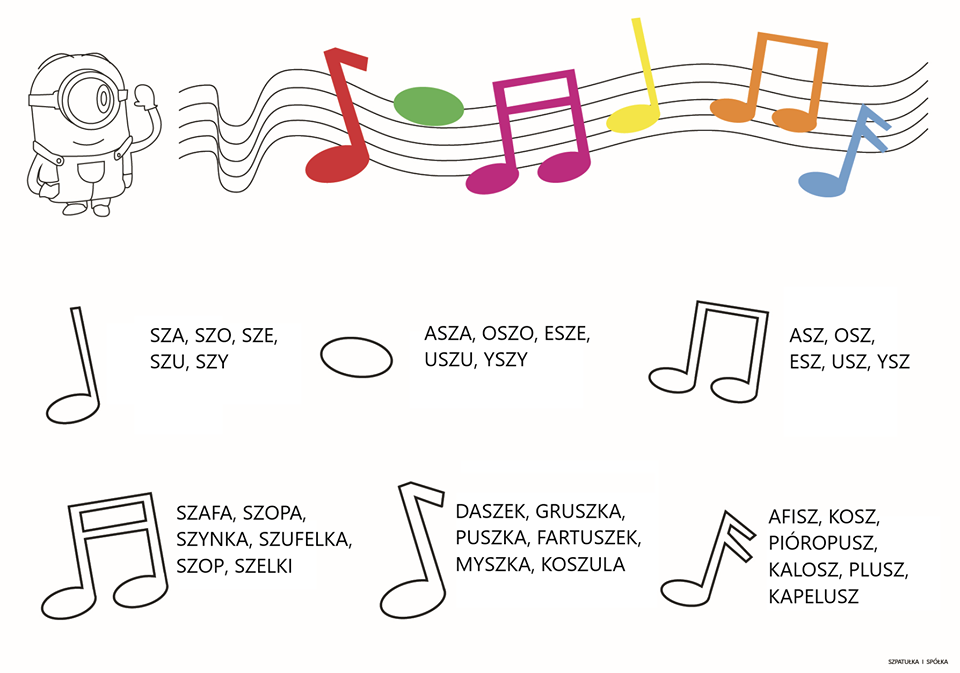 SZA, SZO, SZE,
SZU, SZY
ASZA, OSZO, ESZE,
USZU, YSZY
ASZ, OSZ,
ESZ, USZ, YSZ
SZAFA, SZOPA,
SZYNKA, SZUFELKA,
SZOP, SZELKI
DASZEK, GRUSZKA,
PUSZKA, FARTUSZEK,
MYSZKA, KOSZULA
AFISZ, KOSZ,
PIÓROPUSZ,
KALOSZ, PLUSZ,
KAPELUSZ
SZPATUŁKA I SPÓŁKA